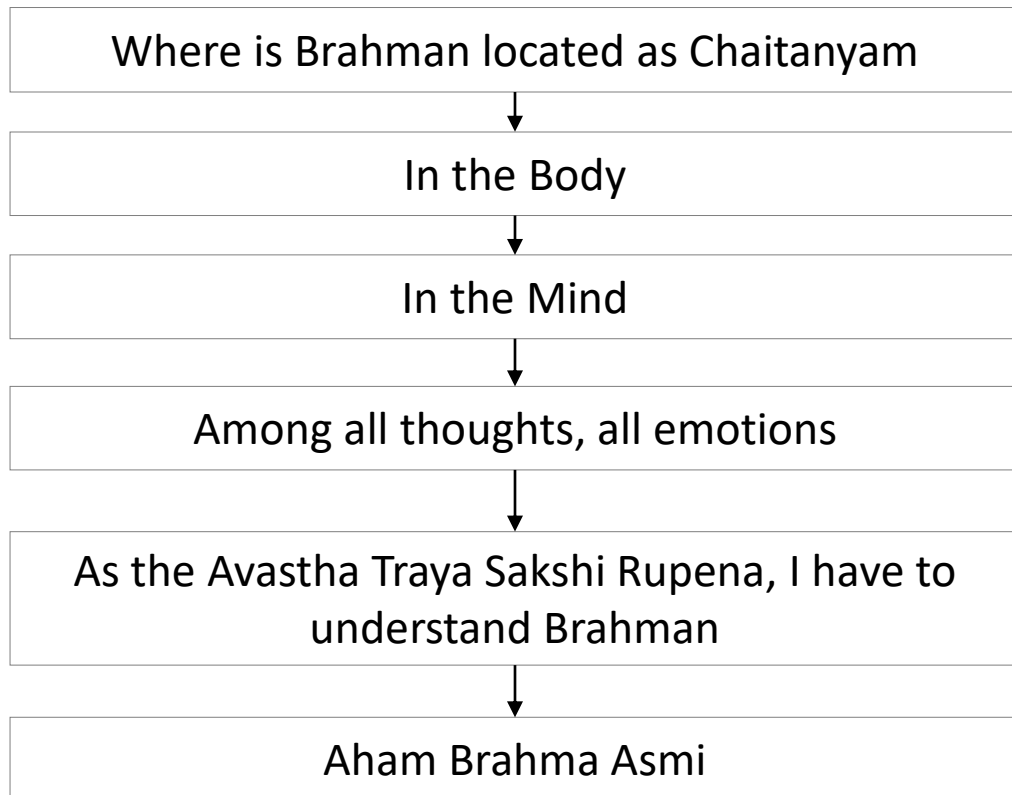 Where is Brahman located as Chaitanyam
In the Body
In the Mind
Among all thoughts, all emotions
As the Avastha Traya Sakshi Rupena, I have to
understand Brahman
Aham Brahma Asmi